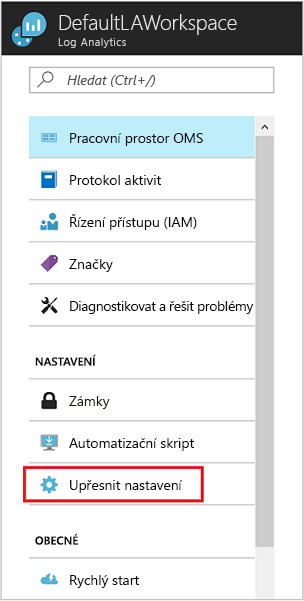 DefaultLAWorkspace
Log Analytics
Hledat (Ctrl+/)
Pracovní prostor OMS
Protokol aktivit
Řízení přístupu (IAM)
Značky
Diagnostikovat a řešit problémy
NASTAVENÍ
Zámky
Automatizační skript
Upřesnit nastavení
OBECNÉ
Rychlý start